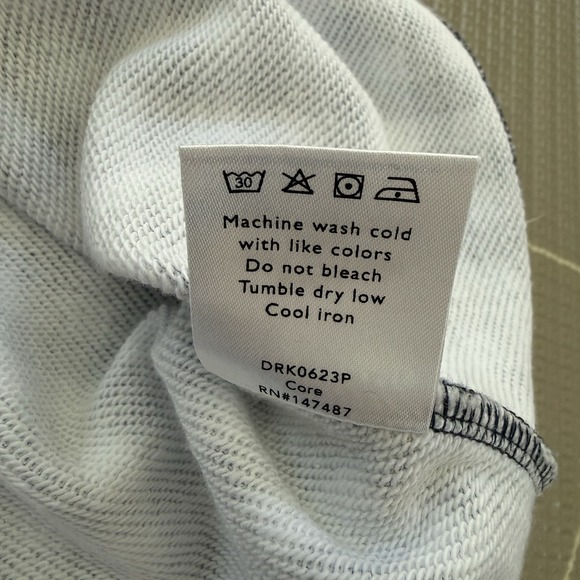 30
Machine wash cold
with like colors
Do not bleach
Tumble dry low
Cool iron
DRK0623P
Core
RN#147487